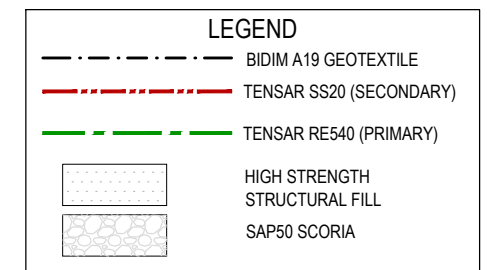 LEGEND
BIDIM A19 GEOTEXTILE
TENSAR SS20 (SECONDARY)
TENSAR RE540 (PRIMARY)
HIGH STRENGTH
STRUCTURAL FILL
SAP50 SCORIA